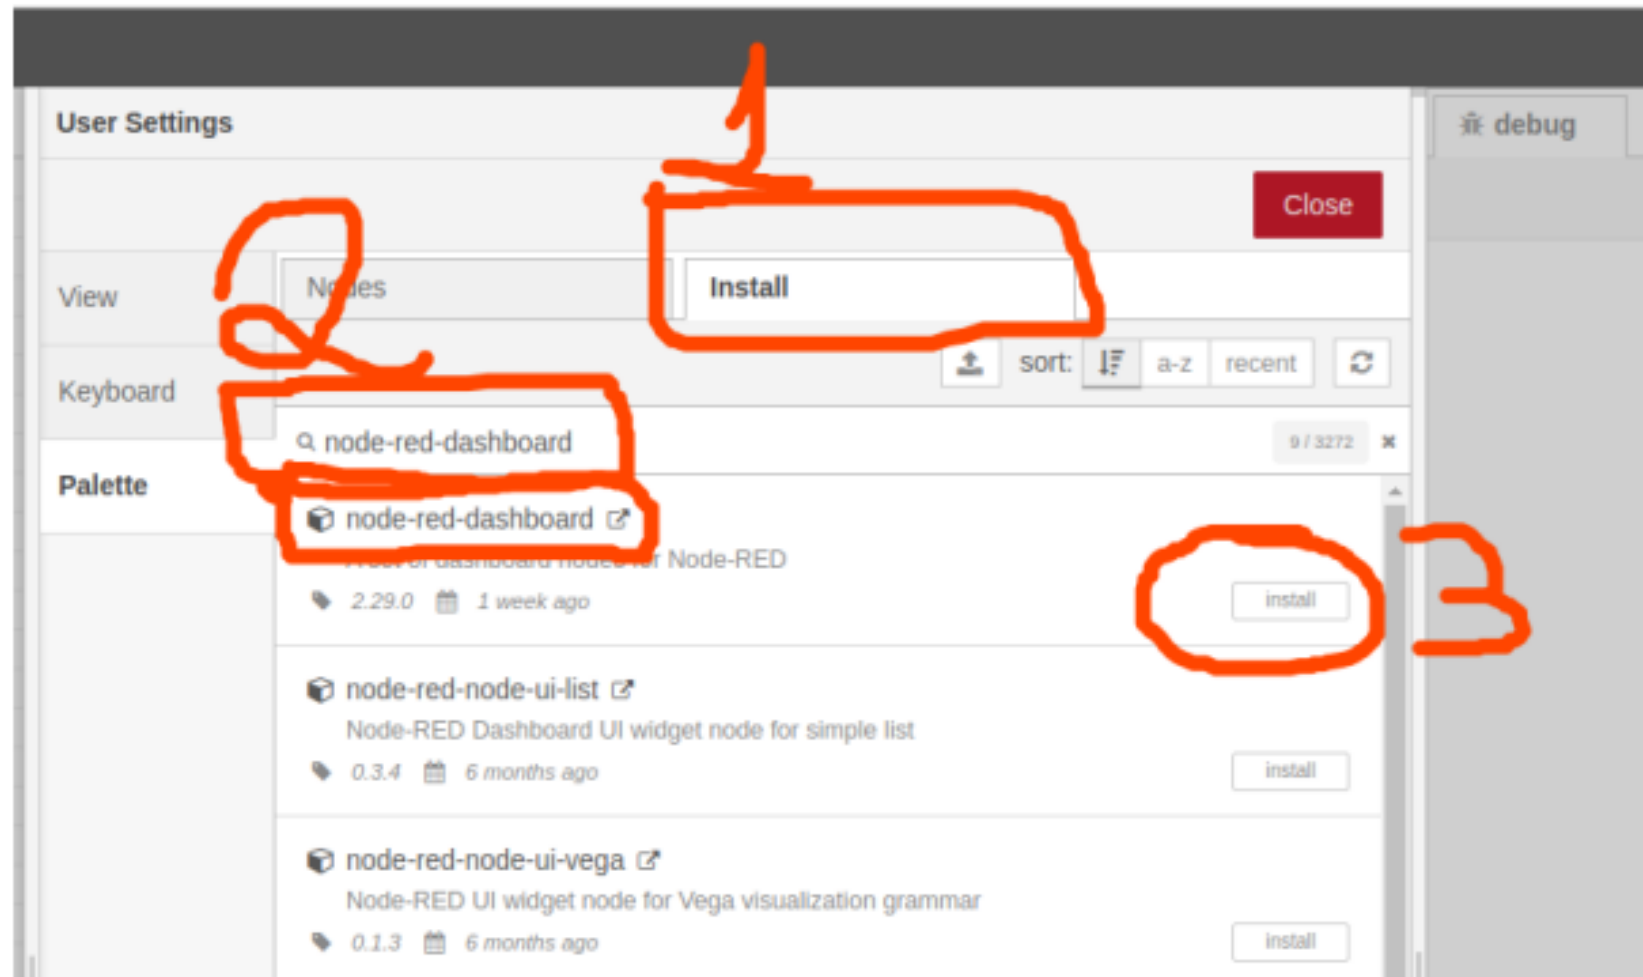 1
User Settings
debug
Close
2
View
Nodes
Install
sort:
a-z
recent
Keyboard
node-red-dashboard
9 / 3272
Palette
node-red-dashboard
dashboard nodes for Node-RED
2.29.0
1 week ago
install
3
node-red-node-ui-list
Node-RED Dashboard UI widget node for simple list
0.3.4
6 months ago
install
node-red-node-ui-vega
Node-RED UI widget node for Vega visualization grammar
0.1.3
6 months ago
install